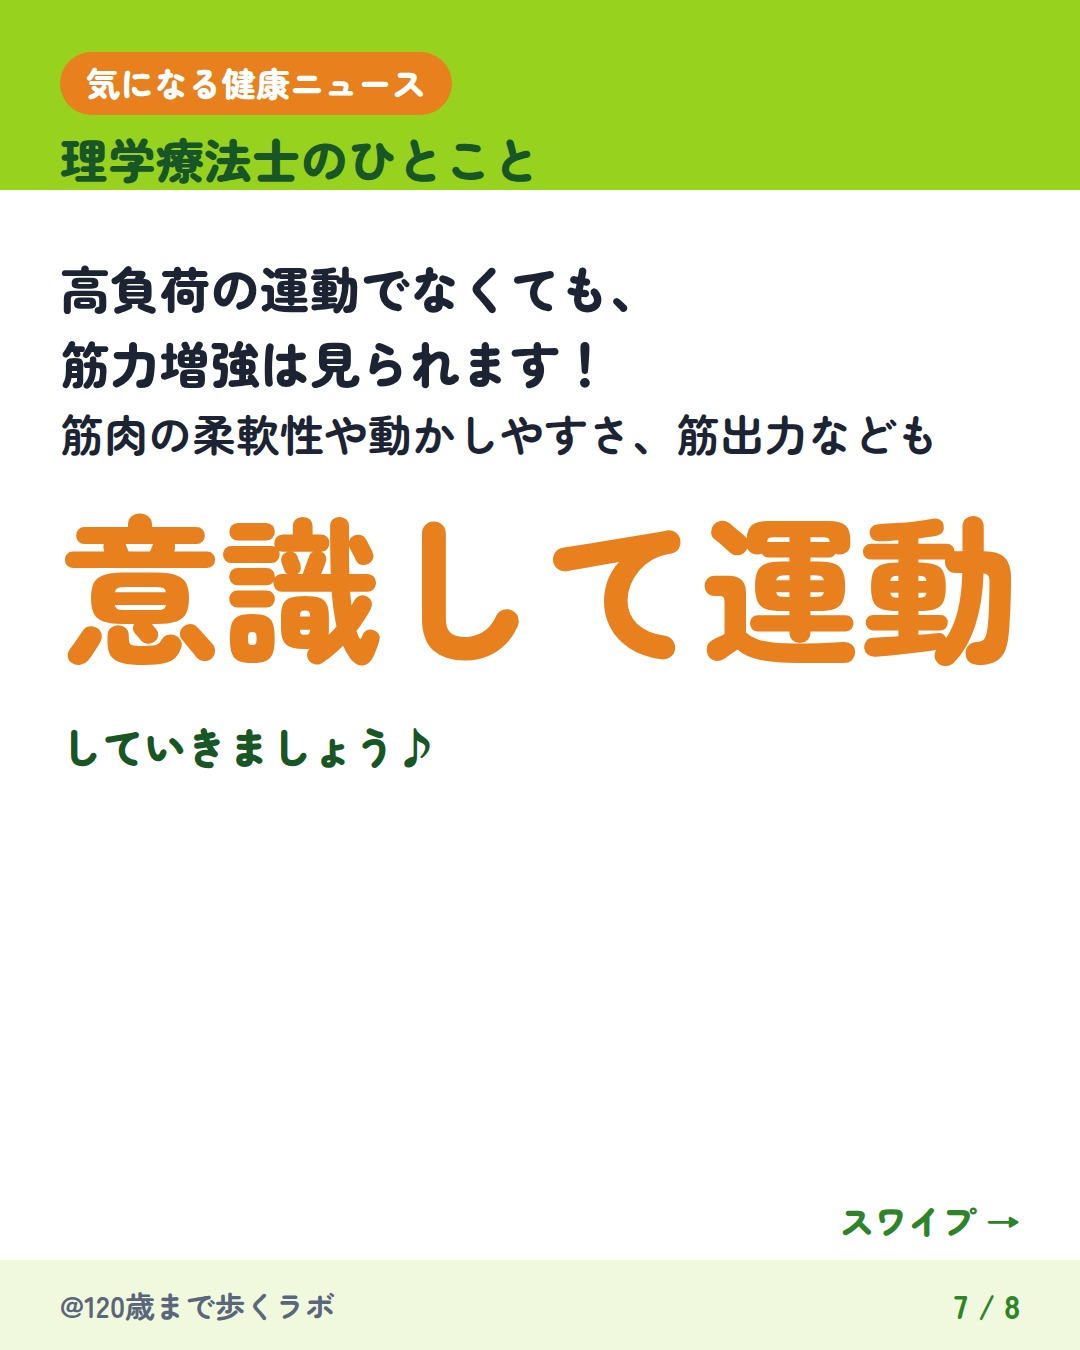 気になる健康ニュース
理学療法士のひとこと
高負荷の運動でなくても、
筋力増強は見られます！
筋肉の柔軟性や動かしやすさ、筋出力なども
意識して運動
していきましょう♪
スワイプ →
@120歳まで歩くラボ
7 / 8